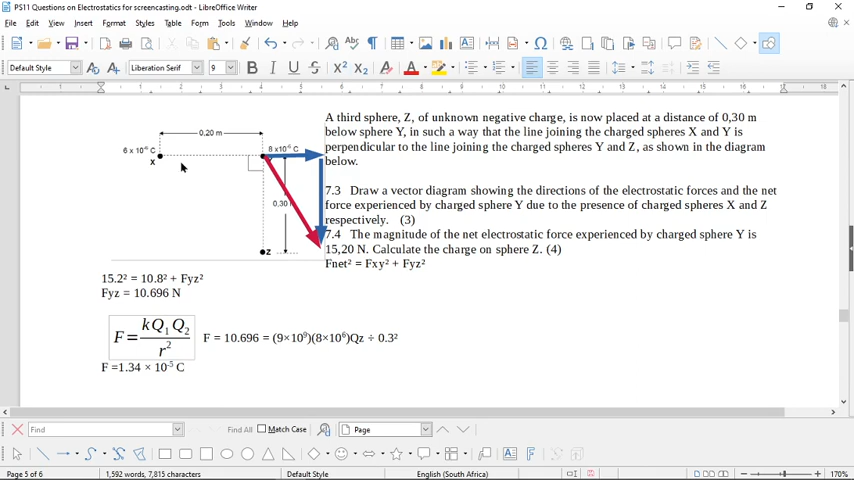 PS11 Questions on Electrostatics for screencasting.odt - LibreOffice Writer
File Edit View Insert Format Styles Table Form Tools Window Help
Default Style Liberation Serif 9
A third sphere, Z, of unknown negative charge, is now placed at a distance of 0,30 m
below sphere Y, in such a way that the line joining the charged spheres X and Y is
perpendicular to the line joining the charged spheres Y and Z, as shown in the diagram
below.
0,20 m
6 x 10⁻⁶ C
X
8 x10⁻⁶ C
0,30
Z
7.3 Draw a vector diagram showing the directions of the electrostatic forces and the net
force experienced by charged sphere Y due to the presence of charged spheres X and Z
respectively. (3)
7.4 The magnitude of the net electrostatic force experienced by charged sphere Y is
15,20 N. Calculate the charge on sphere Z. (4)
Fnet² = Fxy² + Fyz²
15.2² = 10.8² + Fyz²
Fyz = 10.696 N
F=kQ₁Q₂/r² F = 10.696 = (9×10⁹)(8×10⁶)Qz ÷ 0.3²
F =1.34 × 10⁻⁵ C
Find Find All Match Case Page
Page 5 of 6 1,592 words, 7,815 characters Default Style English (South Africa) 170%